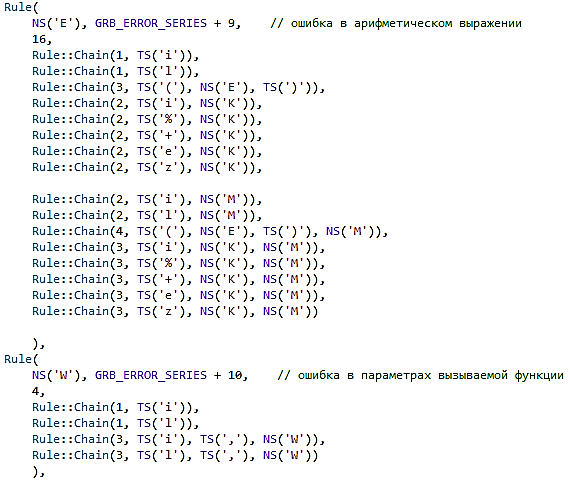 Rule(
    NS('E'), GRB_ERROR_SERIES + 9,    // ошибка в арифметическом выражении
    16,
    Rule::Chain(1, TS('i')),
    Rule::Chain(1, TS('l')),
    Rule::Chain(3, TS('('), NS('E'), TS(')')),
    Rule::Chain(2, TS('i'), NS('K')),
    Rule::Chain(2, TS('%'), NS('K')),
    Rule::Chain(2, TS('+'), NS('K')),
    Rule::Chain(2, TS('e'), NS('K')),
    Rule::Chain(2, TS('z'), NS('K')),

    Rule::Chain(2, TS('i'), NS('M')),
    Rule::Chain(2, TS('l'), NS('M')),
    Rule::Chain(4, TS('('), NS('E'), TS(')'), NS('M')),
    Rule::Chain(3, TS('i'), NS('K'), NS('M')),
    Rule::Chain(3, TS('%'), NS('K'), NS('M')),
    Rule::Chain(3, TS('+'), NS('K'), NS('M')),
    Rule::Chain(3, TS('e'), NS('K'), NS('M')),
    Rule::Chain(3, TS('z'), NS('K'), NS('M'))

    ),
Rule(
    NS('W'), GRB_ERROR_SERIES + 10,    // ошибка в параметрах вызываемой функции
    4,
    Rule::Chain(1, TS('i')),
    Rule::Chain(1, TS('l')),
    Rule::Chain(3, TS('i'), TS(','), NS('W')),
    Rule::Chain(3, TS('l'), TS(','), NS('W'))
    ),